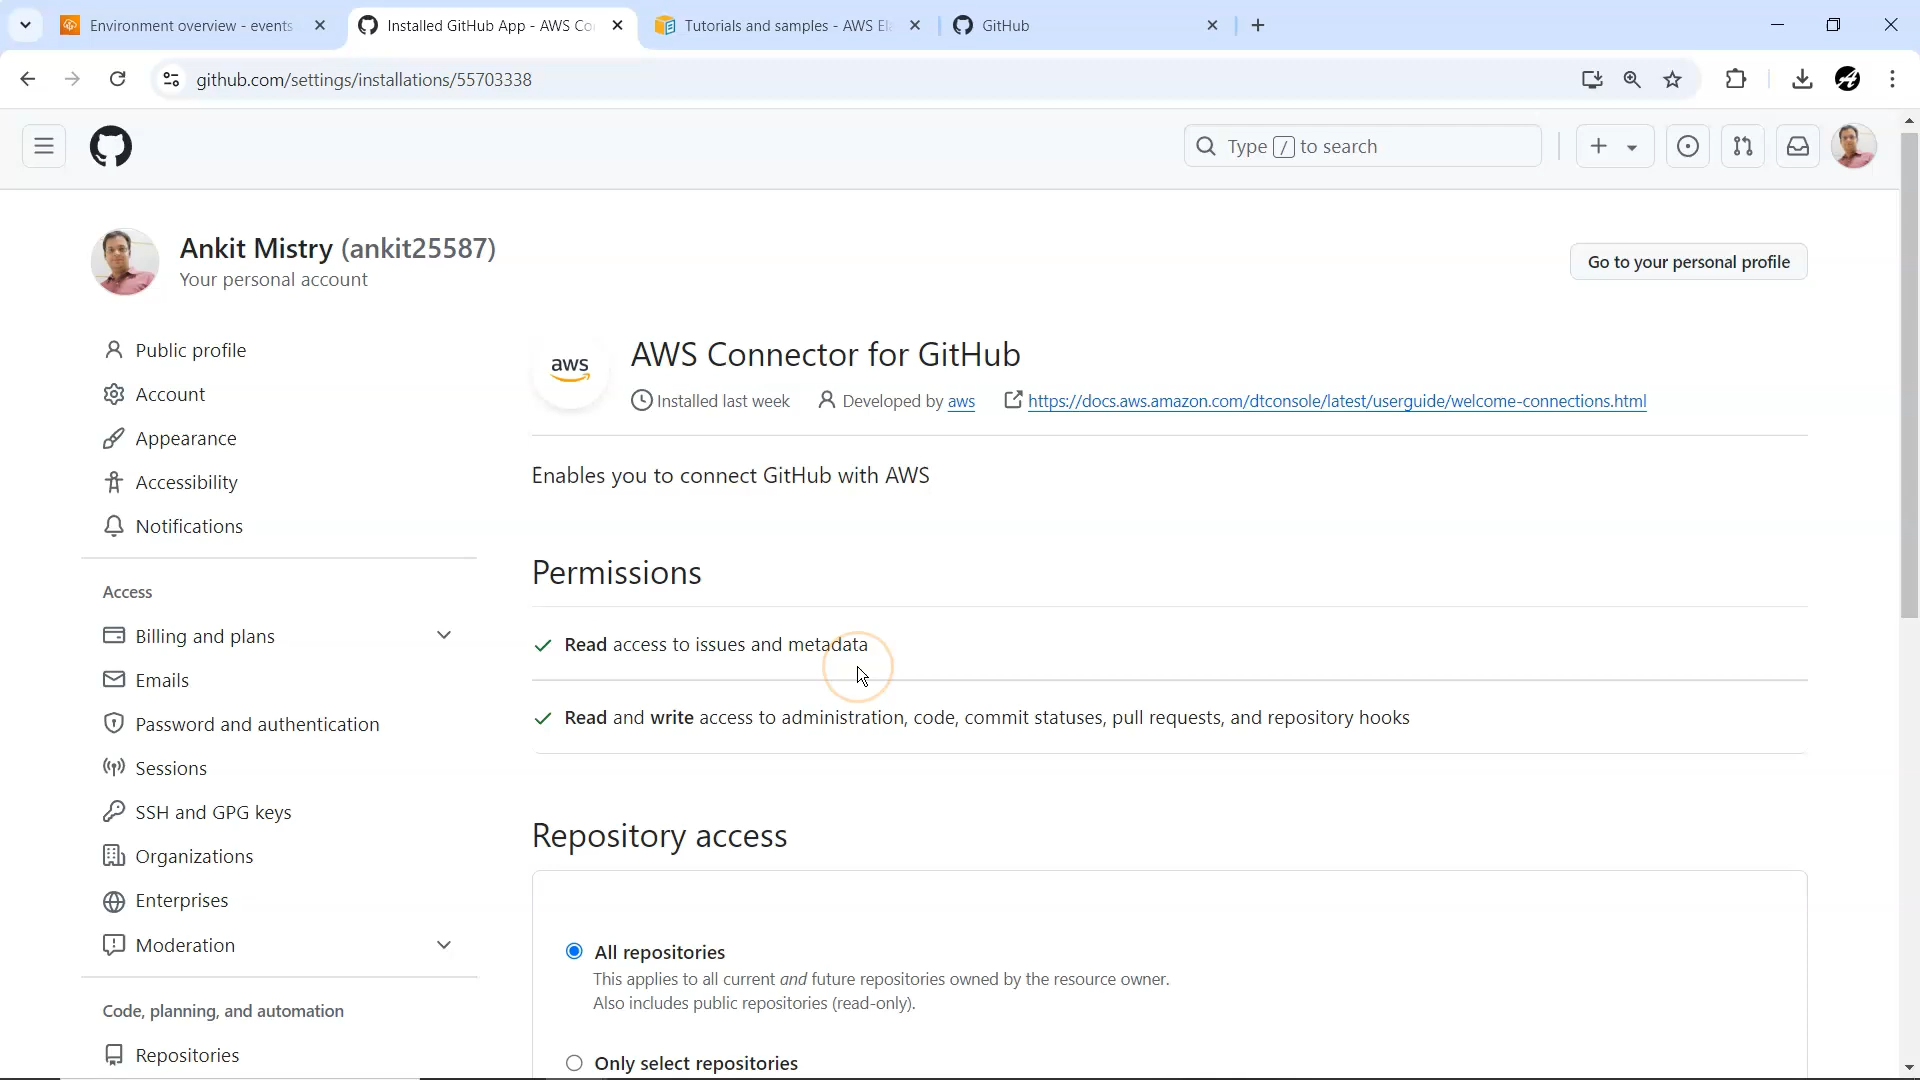 Environment overview - events
Installed GitHub App - AWS Co
Tutorials and samples - AWS El
GitHub
github.com/settings/installations/55703338
Type / to search
Ankit Mistry (ankit25587)
Your personal account
Go to your personal profile
Public profile
Account
Appearance
Accessibility
Notifications
Access
Billing and plans
Emails
Password and authentication
Sessions
SSH and GPG keys
Organizations
Enterprises
Moderation
Code, planning, and automation
Repositories
aws
AWS Connector for GitHub
Installed last week Developed by aws https://docs.aws.amazon.com/dtconsole/latest/userguide/welcome-connections.html
Enables you to connect GitHub with AWS
Permissions
Read access to issues and metadata
Read and write access to administration, code, commit statuses, pull requests, and repository hooks
Repository access
All repositories
This applies to all current and future repositories owned by the resource owner.
Also includes public repositories (read-only).
Only select repositories